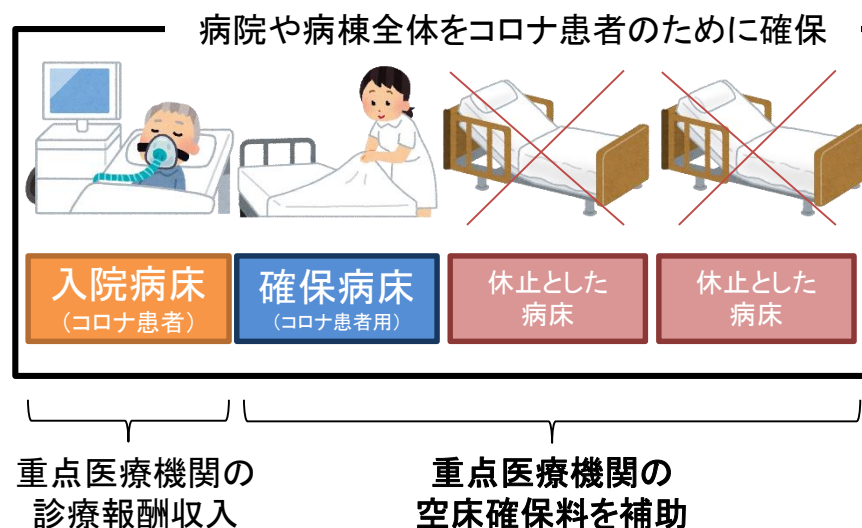 病院や病棟全体をコロナ患者のために確保
入院病床
（コロナ患者）
確保病床
（コロナ患者用）
休止とした
病床
休止とした
病床
重点医療機関の
診療報酬収入
重点医療機関の
空床確保料を補助